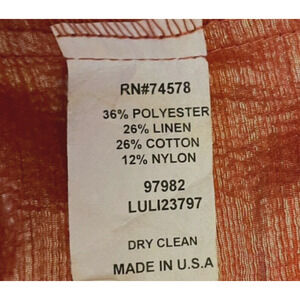 RN#74578
36% POLYESTER
26% LINEN
26% COTTON
12% NYLON
97982
LULI23797
DRY CLEAN
MADE IN U.S.A